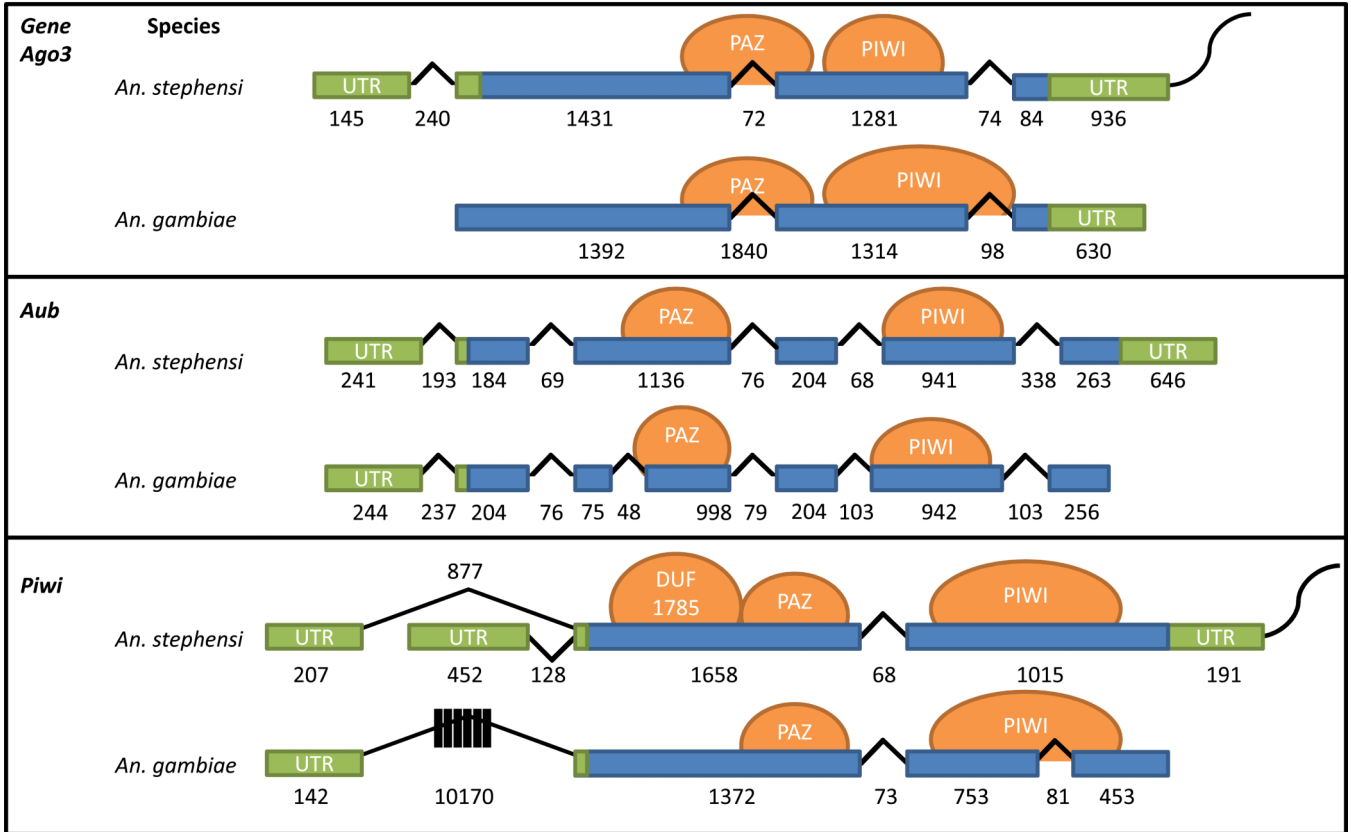 Gene Species
Ago3
PAZ PIWI
An. stephensi UTR UTR
145 240 1431 72 1281 74 84 936
PAZ PIWI
An. gambiae UTR
1392 1840 1314 98 630
Aub
PAZ PIWI
An. stephensi UTR UTR
241 193 184 69 1136 76 204 68 941 338 263 646
PAZ PIWI
An. gambiae UTR
244 237 204 76 75 48 998 79 204 103 942 103 256
Piwi
877 DUF
1785 PAZ PIWI
An. stephensi UTR UTR UTR
207 452 128 1658 68 1015 191
PAZ PIWI
An. gambiae UTR
142 10170 1372 73 753 81 453